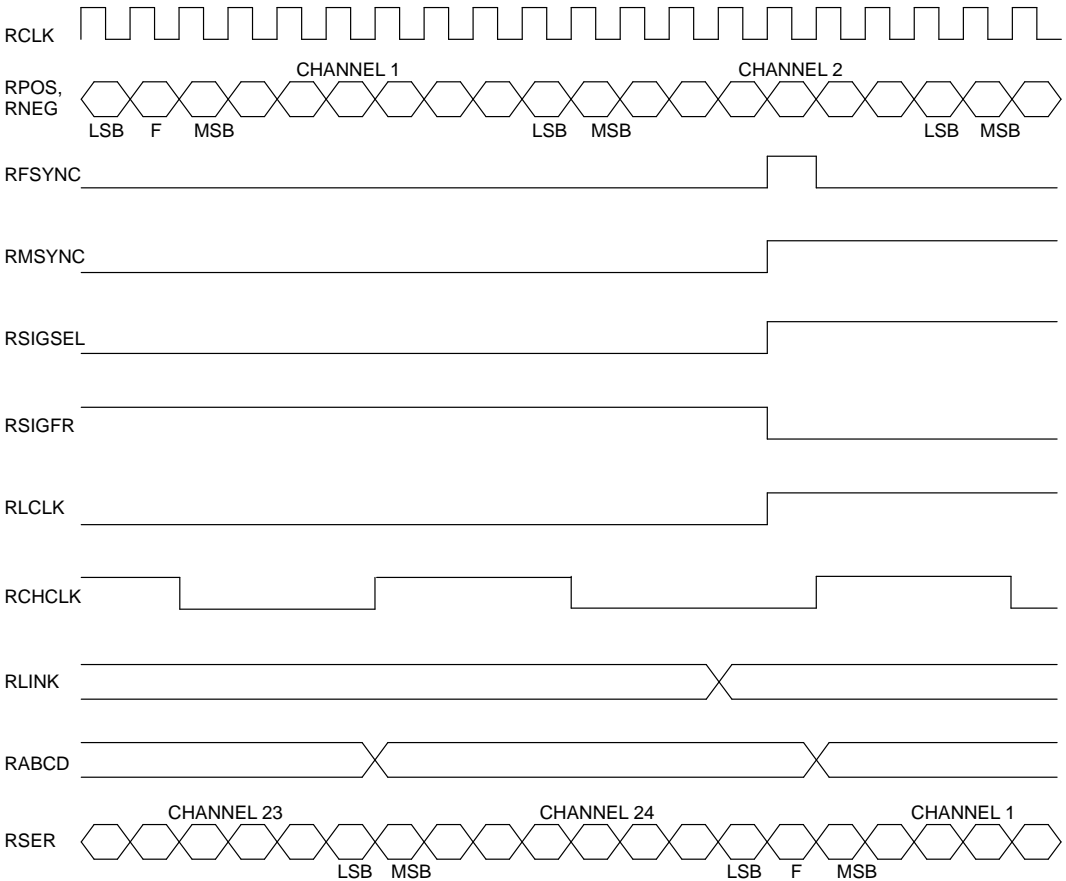 RCLK
CHANNEL 1 CHANNEL 2
RPOS,
RNEG
LSB F MSB LSB MSB LSB MSB
RFSYNC
RMSYNC
RSIGSEL
RSIGFR
RLCLK
RCHCLK
RLINK
RABCD
CHANNEL 23 CHANNEL 24 CHANNEL 1
RSER
LSB MSB LSB F MSB